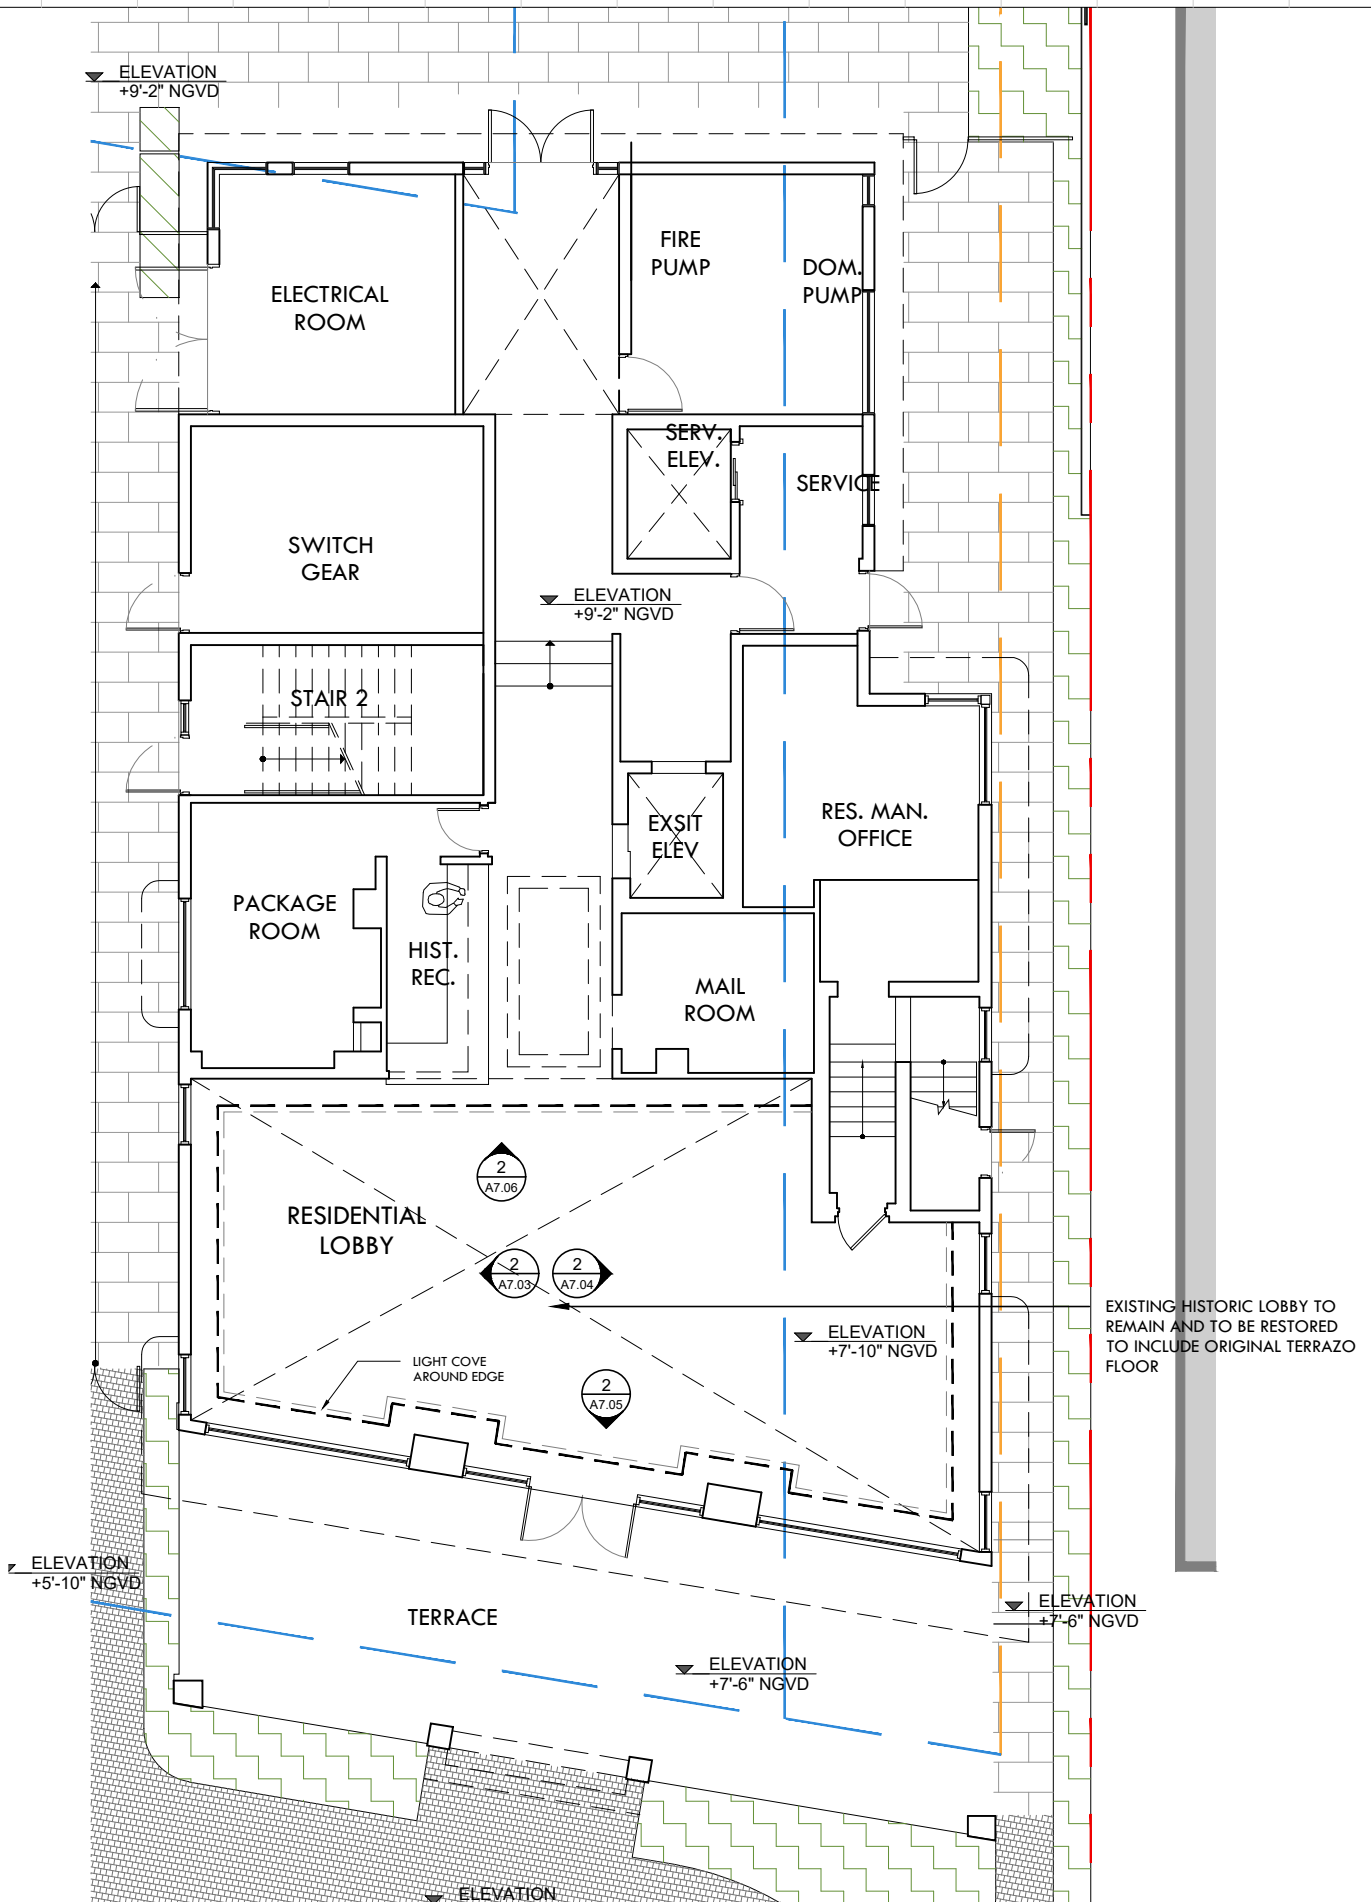 ELEVATION
+9'-2" NGVD
FIRE
PUMP
DOM.
PUMP
ELECTRICAL
ROOM
SERV.
ELEV.
SERVICE
SWITCH
GEAR
ELEVATION
+9'-2" NGVD
STAIR 2
EXSIT
ELEV
RES. MAN.
OFFICE
PACKAGE
ROOM
HIST.
REC.
MAIL
ROOM
2
A7.06
RESIDENTIAL
LOBBY
2
A7.03
2
A7.04
EXISTING HISTORIC LOBBY TO
REMAIN AND TO BE RESTORED
TO INCLUDE ORIGINAL TERRAZO
FLOOR
ELEVATION
+7'-10" NGVD
LIGHT COVE
AROUND EDGE
2
A7.05
ELEVATION
+5'-10" NGVD
TERRACE
ELEVATION
+7'-6" NGVD
ELEVATION
+7'-6" NGVD
ELEVATION